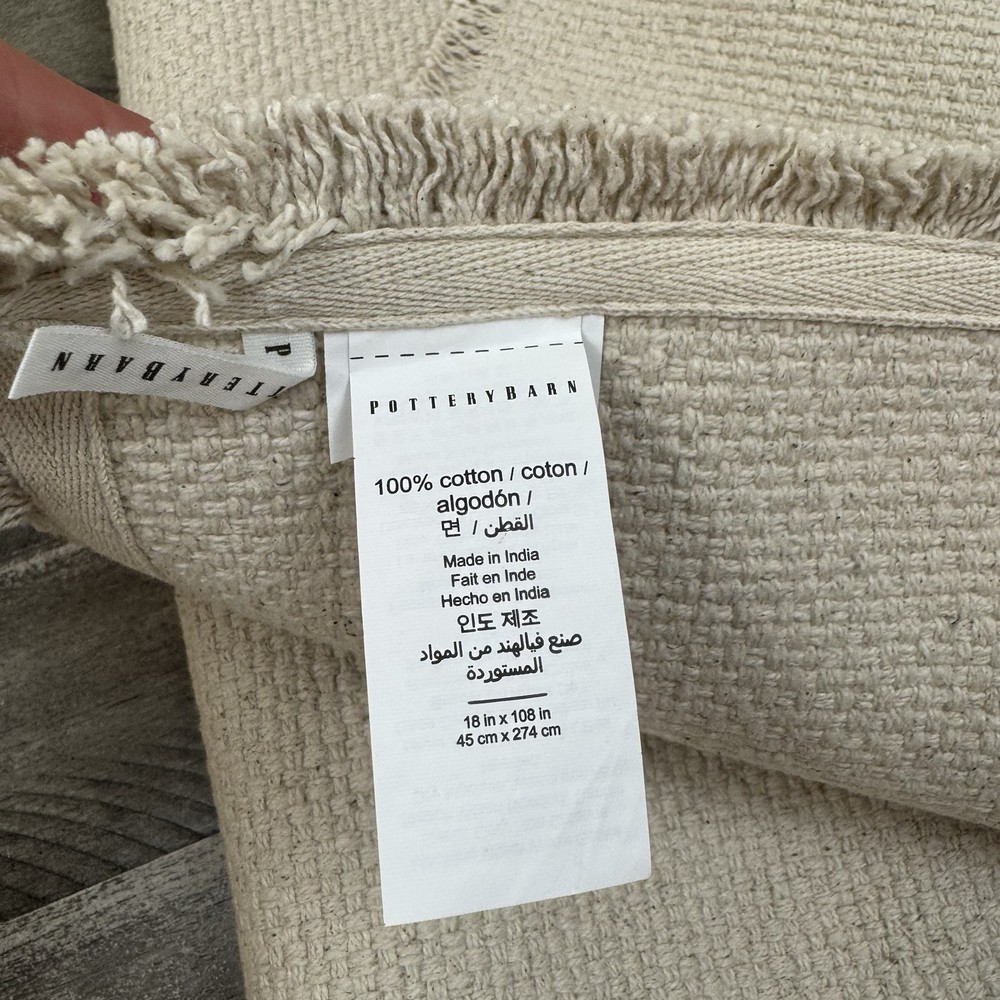 POTTERYBARN
100% cotton / coton /
algodón /
면 / القطن
Made in India
Fait en Inde
Hecho en India
인도 제조
صنع فيالهند من المواد
المستوردة
18 in x 108 in
45 cm x 274 cm
P
TTERYBARN